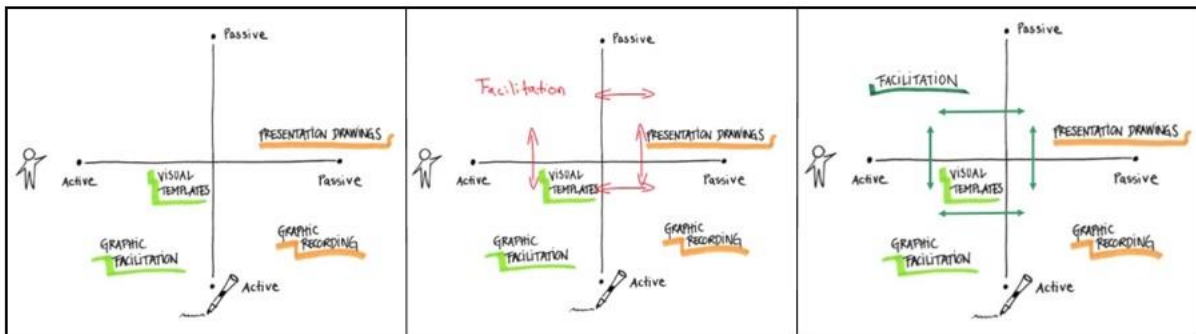 Passive
PRESENTATION DRAWINGS
Active
Passive
VISUAL
TEMPLATES
GRAPHIC
FACILITATION
GRAPHIC
RECORDING
Active
Passive
Facilitation
PRESENTATION DRAWINGS
Active
Passive
VISUAL
TEMPLATES
GRAPHIC
FACILITATION
GRAPHIC
RECORDING
Active
Passive
FACILITATION
PRESENTATION DRAWINGS
Active
Passive
VISUAL
TEMPLATES
GRAPHIC
FACILITATION
GRAPHIC
RECORDING
Active